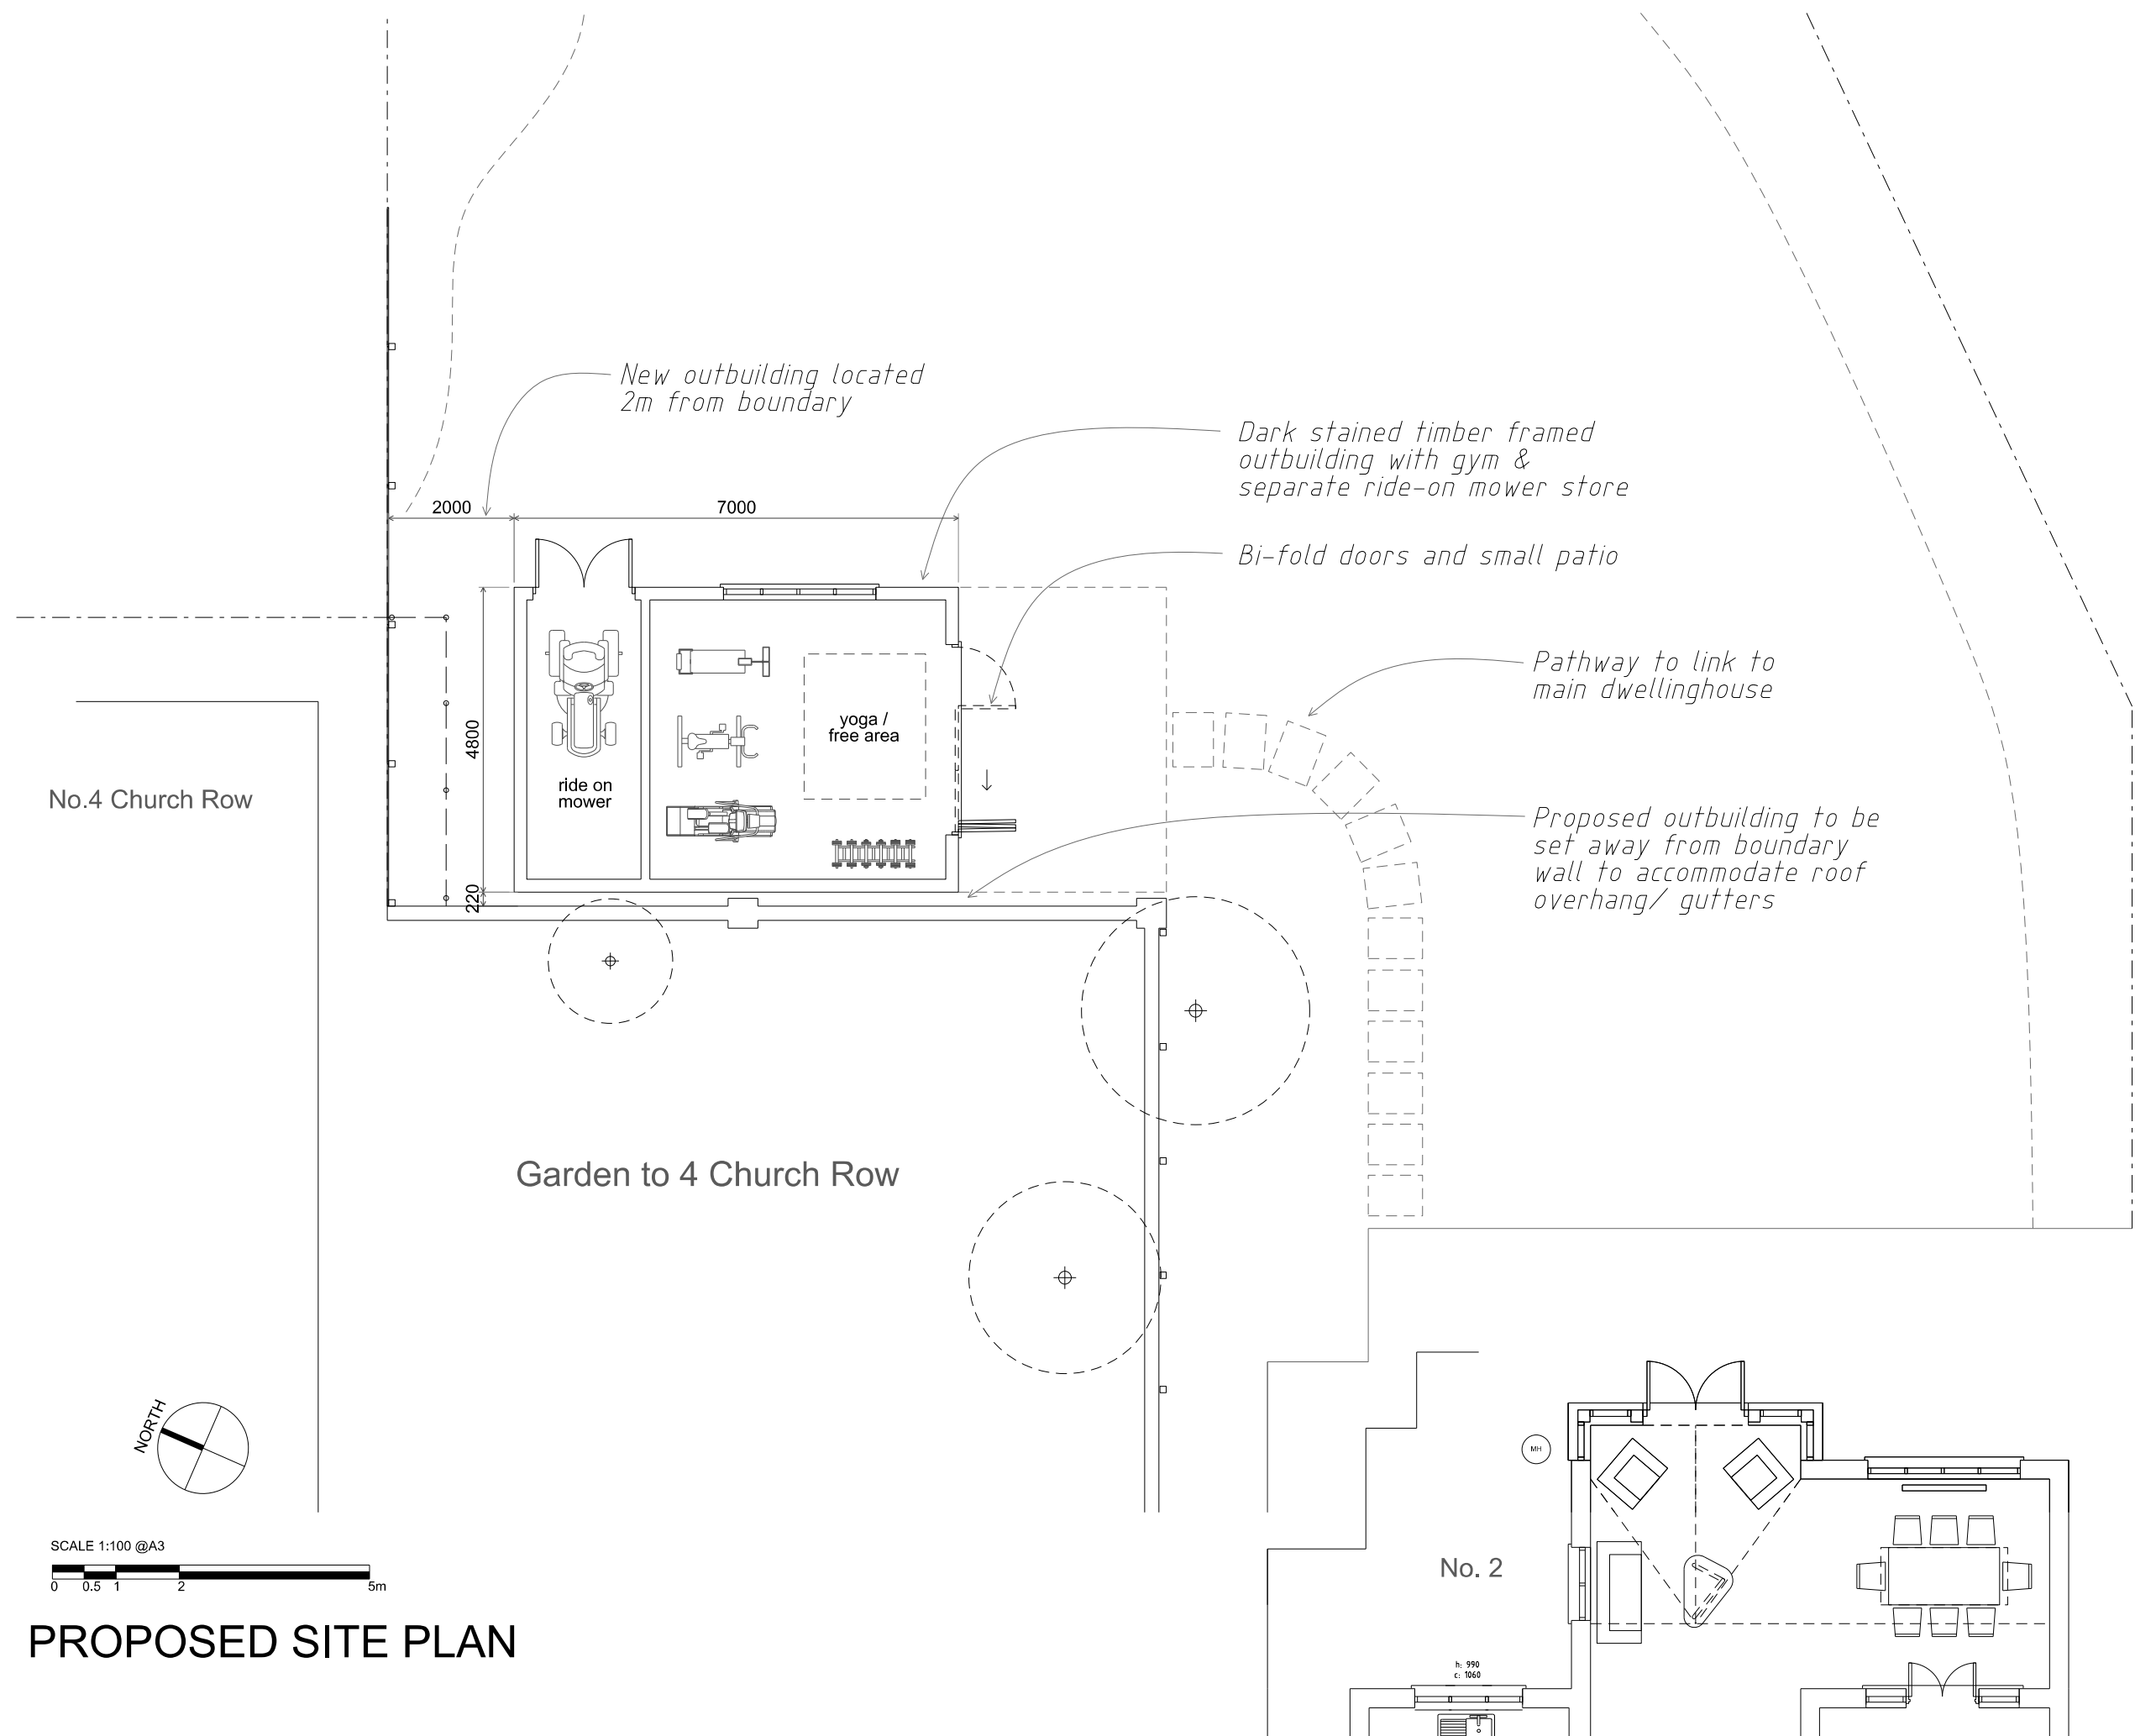 New outbuilding located
2m from boundary
Dark stained timber framed
outbuilding with gym &
separate ride-on mower store
2000
7000
Bi-fold doors and small patio
Pathway to link to
main dwellinghouse
4800
yoga /
free area
ride on
mower
No.4 Church Row
Proposed outbuilding to be
set away from boundary
wall to accommodate roof
overhang/ gutters
220
Garden to 4 Church Row
NORTH
MH
SCALE 1:100 @A3
0 0.5 1 2 5m
No. 2
PROPOSED SITE PLAN
h: 990
c: 1060